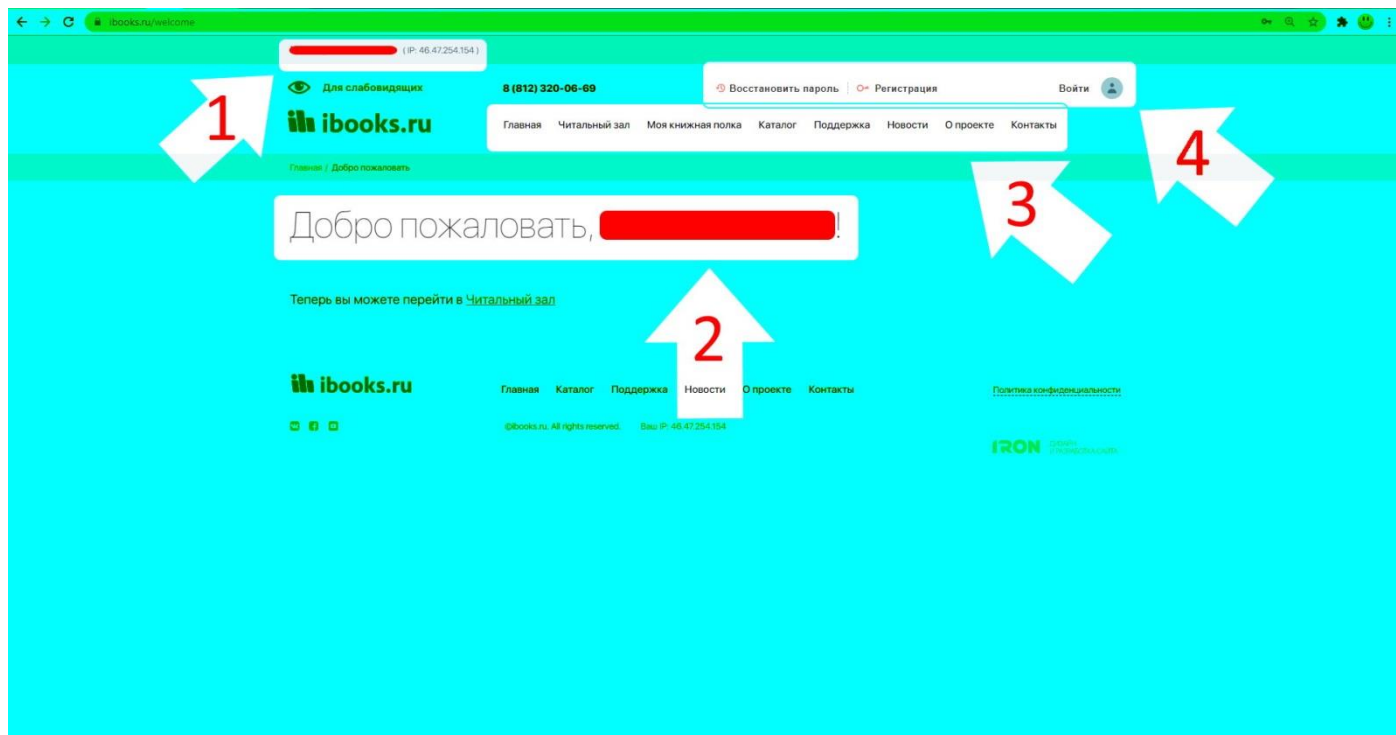 ibooks.ru/welcome
( IP: 46.47.254.154 )
Для слабовидящих
8 (812) 320-06-69
Восстановить пароль
Регистрация
Войти
1
ibooks.ru
Главная Читальный зал Моя книжная полка Каталог Поддержка Новости О проекте Контакты
4
Главная / Добро пожаловать
3
Добро пожаловать, !
Теперь вы можете перейти в Читальный зал
2
ibooks.ru
Главная Каталог Поддержка Новости О проекте Контакты
Политика конфиденциальности
©ibooks.ru. All rights reserved. Ваш IP: 46.47.254.154
IRON